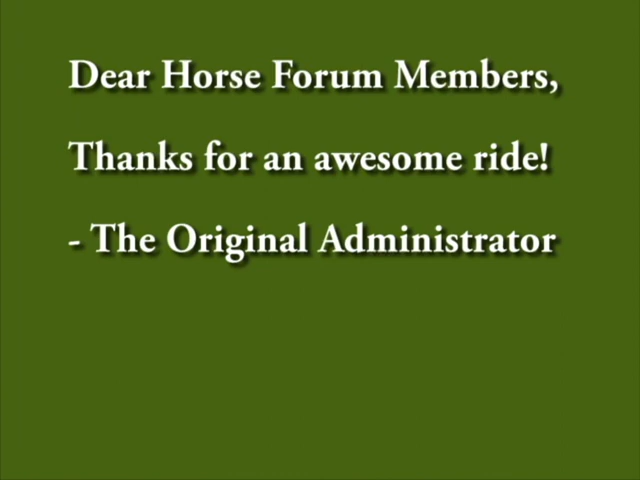 Dear Horse Forum Members,
Thanks for an awesome ride!
- The Original Administrator